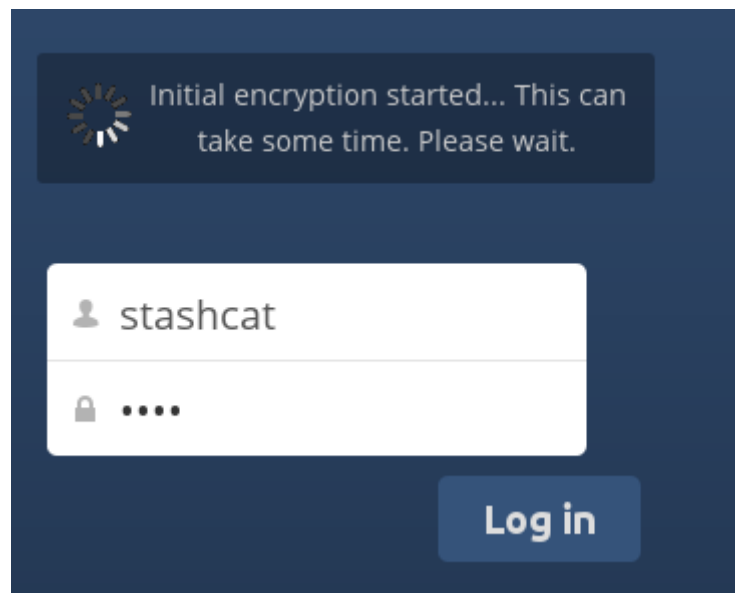 Initial encryption started... This can
take some time. Please wait.
stashcat
••••
Log in